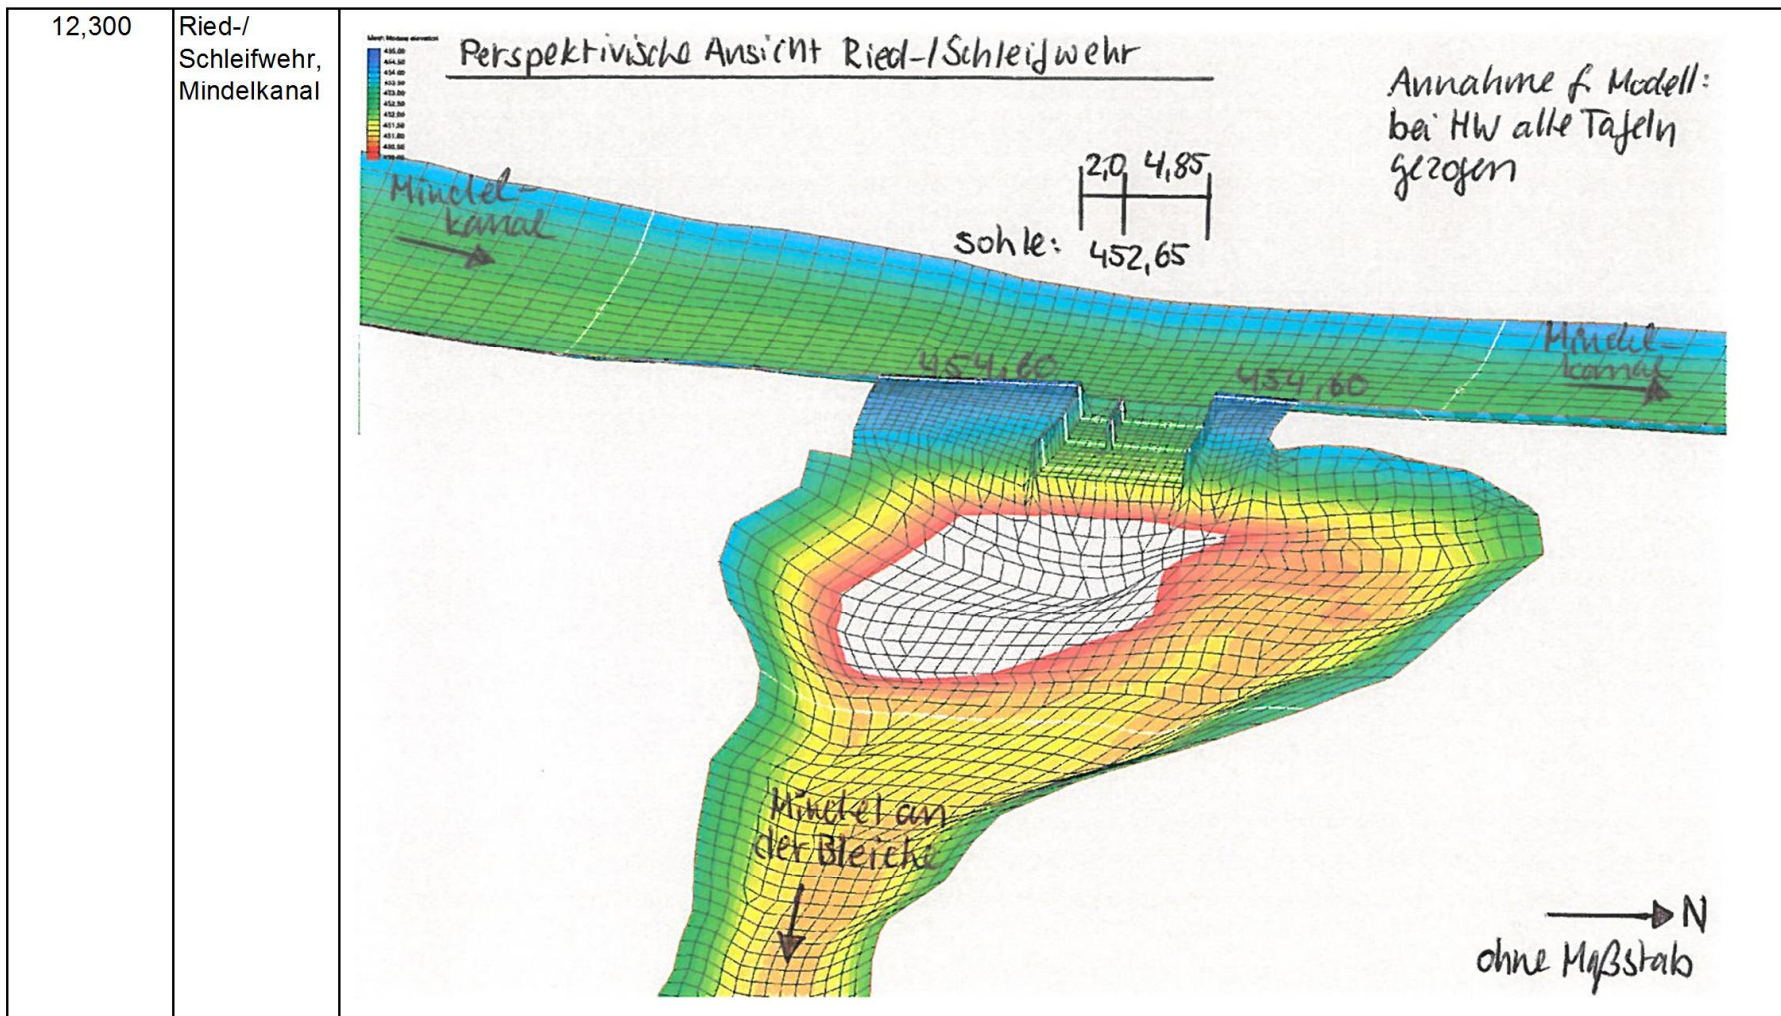 12,300
Ried-/
Schleifwehr,
Mindelkanal
Perspektivische Ansicht Ried-/Schleifwehr
Annahme f. Modell:
bei HW alle Tafeln
gezogen
2,0 4,85
sohle:
452,65
Mindel-
kanal
454,60
454,60
Mindel-
kanal
Mindel an
der Bleiche
N
ohne Maßstab